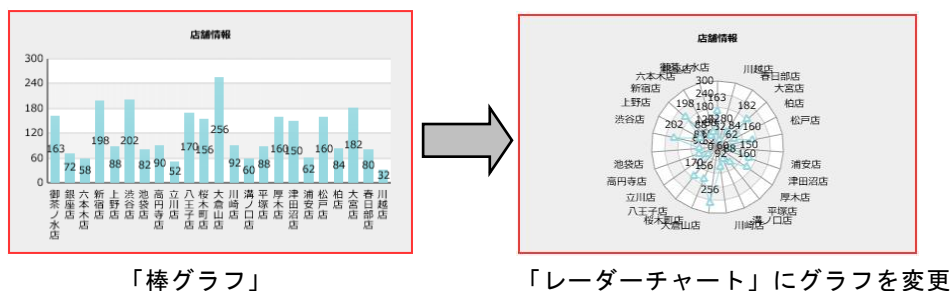 店舗情報
300
240
180
120
60
0
163 72 58 198 88 202 82 90 52 170 156 256 92 60 88 160 150 62 160 84 182 80 32
御茶ノ水店 銀座店 六本木店 新宿店 上野店 渋谷店 池袋店 高円寺店 立川店 八王子店 桜木町店 大倉山店 川崎店 溝ノ口店 平塚店 厚木店 津田沼店 浦安店 松戸店 柏店 大宮店 春日部店 川越店
「棒グラフ」
店舗情報
御茶ノ水店
川越店
春日部店
大宮店
柏店
松戸店
浦安店
津田沼店
厚木店
平塚店
溝ノ口店
川崎店
大倉山店
桜木町店
八王子店
立川店
高円寺店
池袋店
渋谷店
上野店
新宿店
六本木店
300
240
180
163
198
182
202
84
160
62
150
160
170
156
92
256
「レーダーチャート」にグラフを変更